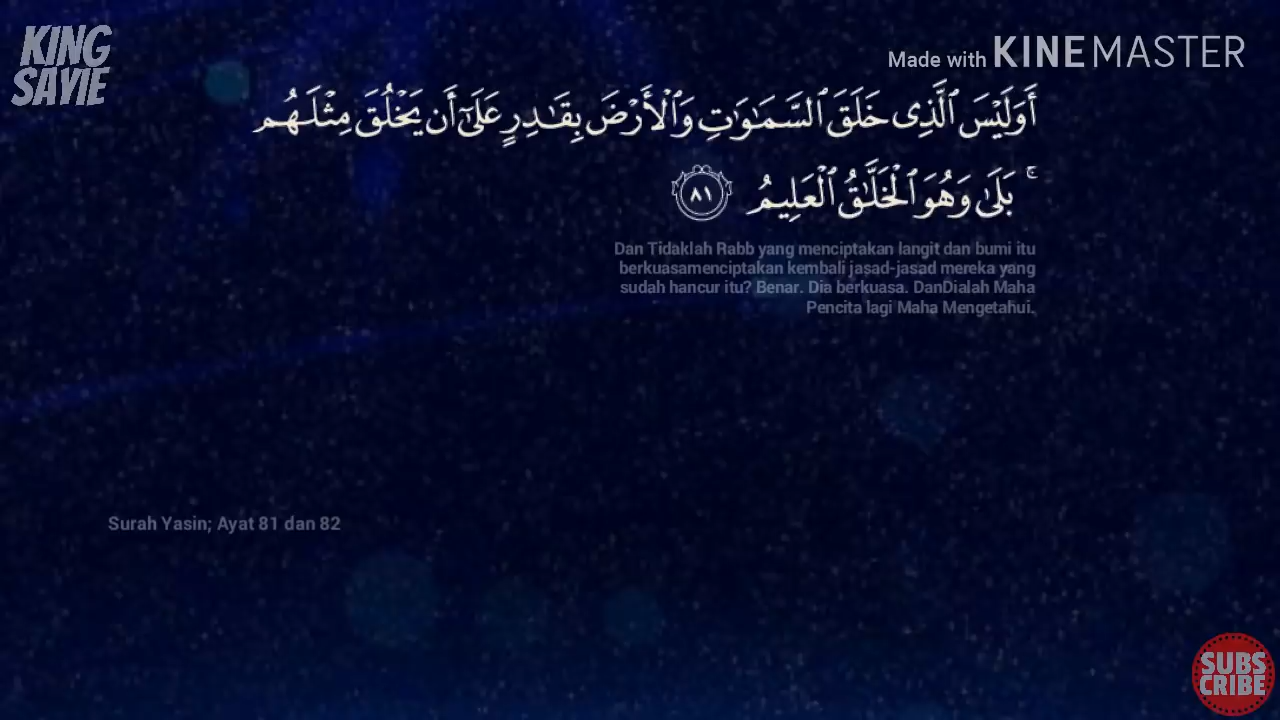 KING
SAVIE
Made with KINEMASTER
أَوَلَيْسَ ٱلَّذِى خَلَقَ ٱلسَّمَـٰوَٰتِ وَٱلْأَرْضَ بِقَـٰدِرٍ عَلَىٰٓ أَن يَخْلُقَ مِثْلَهُم
ۚ بَلَىٰ وَهُوَ ٱلْخَلَّـٰقُ ٱلْعَلِيمُ ٨١
Dan Tidaklah Rabb yang menciptakan langit dan bumi itu
berkuasamenciptakan kembali jasad-jasad mereka yang
sudah hancur itu? Benar. Dia berkuasa. DanDialah Maha
Pencita lagi Maha Mengetahui.
Surah Yasin; Ayat 81 dan 82
SUBS
CRIBE